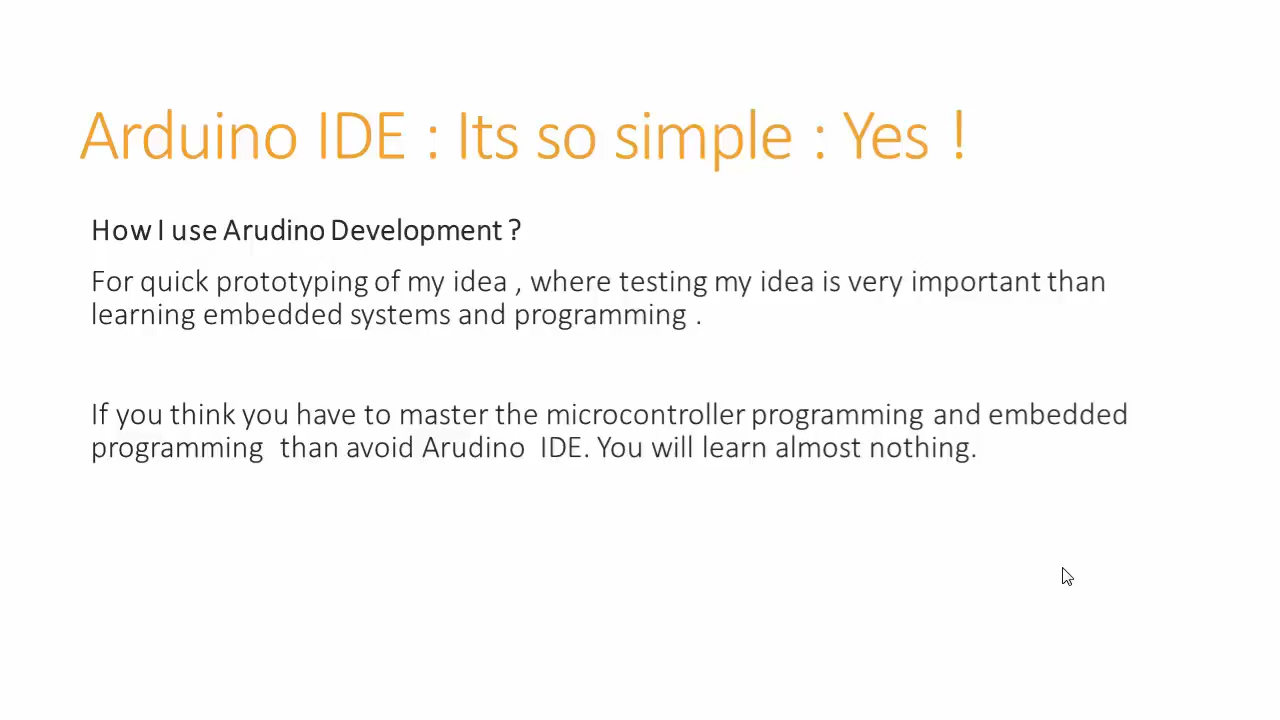 Arduino IDE : Its so simple : Yes !
How I use Arudino Development ?
For quick prototyping of my idea , where testing my idea is very important than
learning embedded systems and programming .
If you think you have to master the microcontroller programming and embedded
programming than avoid Arudino IDE. You will learn almost nothing.